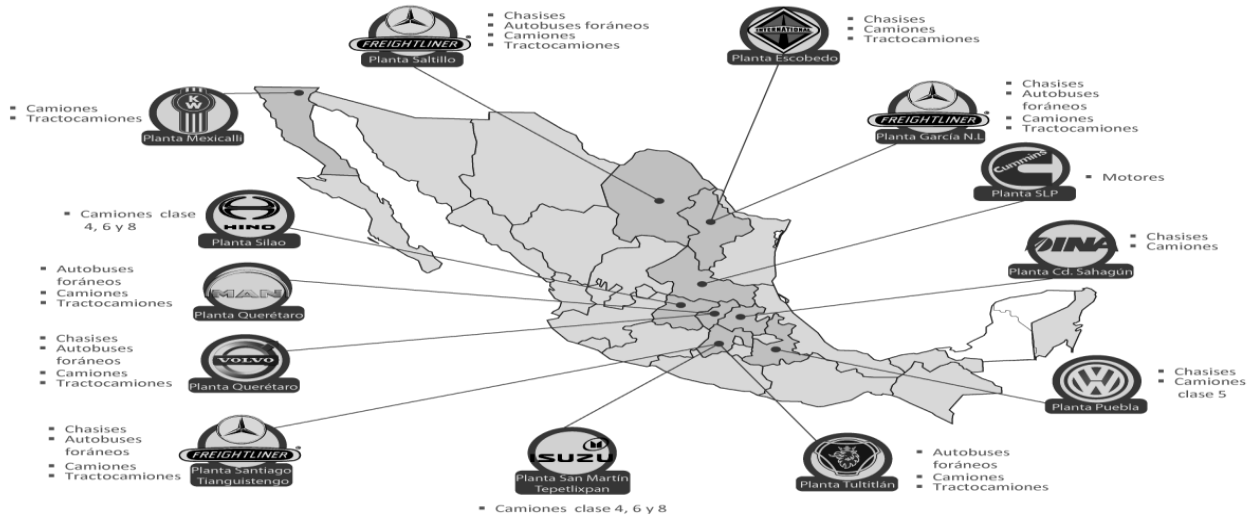 ▪ Chasises
▪ Autobuses foráneos
▪ Camiones
▪ Tractocamiones
FREIGHTLINER
Planta Saltillo
INTERNATIONAL
Planta Escobedo
▪ Chasises
▪ Camiones
▪ Tractocamiones
▪ Camiones
▪ Tractocamiones
KW
Planta Mexicalli
FREIGHTLINER
Planta García N.L
▪ Chasises
▪ Autobuses
foráneos
▪ Camiones
▪ Tractocamiones
Cummins
Planta SLP
▪ Motores
▪ Camiones clase
4, 6 y 8
HINO
Planta Silao
DINA
Planta Cd. Sahagún
▪ Chasises
▪ Camiones
▪ Autobuses
foráneos
▪ Camiones
▪ Tractocamiones
MAN
Planta Querétaro
▪ Chasises
▪ Autobuses
foráneos
▪ Camiones
▪ Tractocamiones
VOLVO
Planta Querétaro
VW
Planta Puebla
▪ Chasises
▪ Camiones
clase 5
▪ Chasises
▪ Autobuses
foráneos
▪ Camiones
▪ Tractocamiones
FREIGHTLINER
Planta Santiago
Tianguistengo
ISUZU
Planta San Martín
Tepetlixpan
▪ Camiones clase 4, 6 y 8
Planta Tultitlán
▪ Autobuses
foráneos
▪ Camiones
▪ Tractocamiones